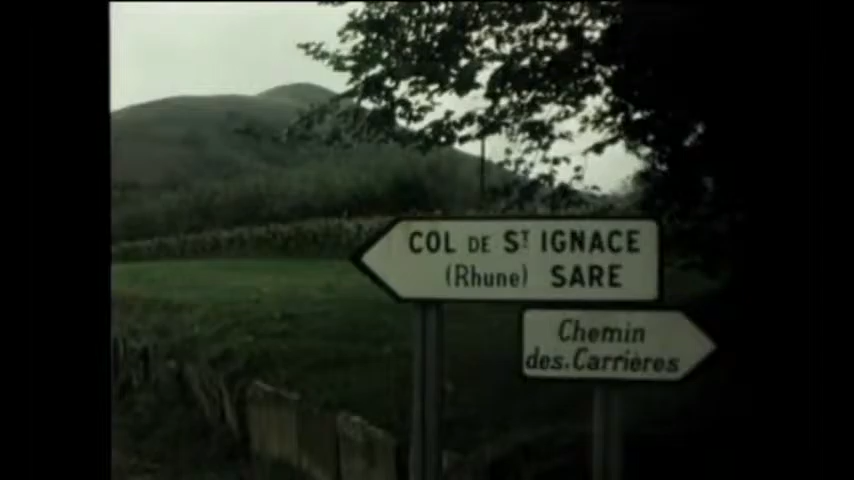 COL DE ST IGNACE
(Rhune) SARE
Chemin
des.Carrières